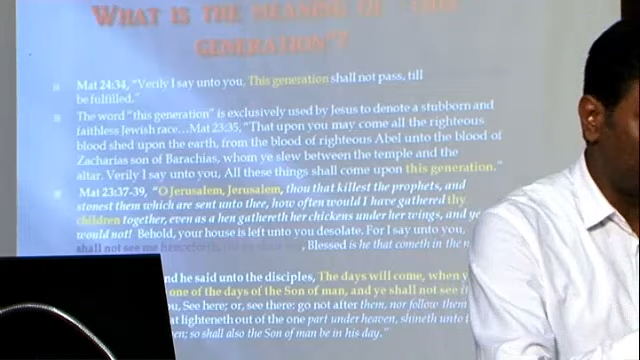 WHAT IS THE MEANING OF "THIS
GENERATION"?
Mat 24:34, "Verily I say unto you, This generation shall not pass, till
be fulfilled."
The word "this generation" is exclusively used by Jesus to denote a stubborn and
faithless Jewish race…Mat 23:35, "That upon you may come all the righteous
blood shed upon the earth, from the blood of righteous Abel unto the blood of
Zacharias son of Barachias, whom ye slew between the temple and the
altar. Verily I say unto you, All these things shall come upon this generation."
Mat 23:37-39, "O Jerusalem, Jerusalem, thou that killest the prophets, and
stonest them which are sent unto thee, how often would I have gathered thy
children together, even as a hen gathereth her chickens under her wings, and ye
would not! Behold, your house is left unto you desolate. For I say unto you,
shall not see me henceforth, , Blessed is he that cometh in the n
nd he said unto the disciples, The days will come, when y
one of the days of the Son of man, and ye shall not see i
u, See here; or, see there: go not after them, nor follow them
at lighteneth out of the one part under heaven, shineth unto t
en; so shall also the Son of man be in his day."